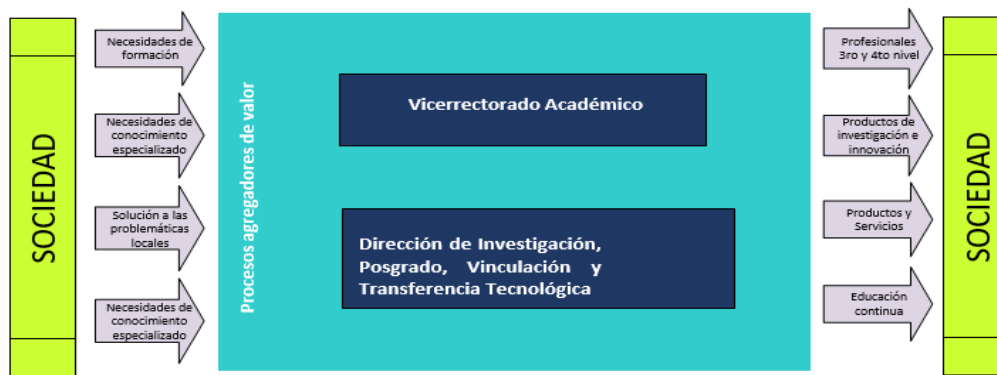 SOCIEDAD
Necesidades de
formación
Necesidades de
conocimiento
especializado
Solución a las
problemáticas
locales
Necesidades de
conocimiento
especializado
Procesos agregadores de valor
Vicerrectorado Académico
Dirección de Investigación,
Posgrado, Vinculación y
Transferencia Tecnológica
Profesionales
3ro y 4to nivel
Productos de
investigación e
innovación
Productos y
Servicios
Educación
continua
SOCIEDAD